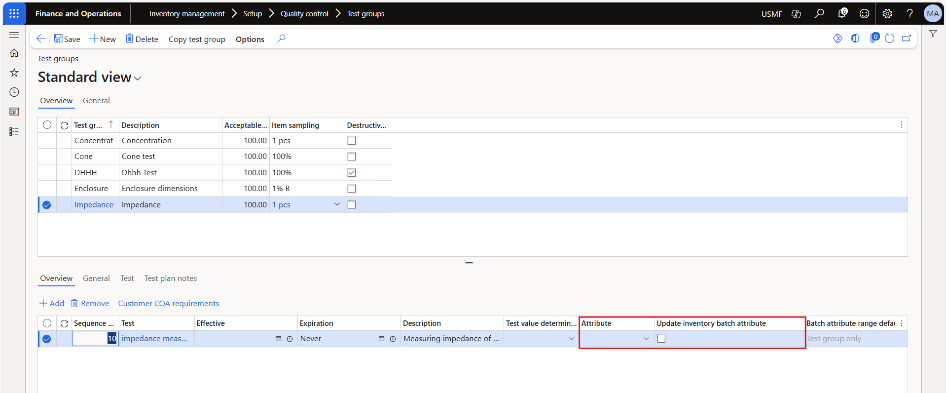 Finance and Operations Inventory management Setup Quality control Test groups USMF 0 ? MA
Save New Delete Copy test group Options 0
Test groups
Standard view
Overview General
Test gr... Description Acceptable... Item sampling Destructiv...
Concentrat Concentration 100.00 1 pcs
Cone Cone test 100.00 100%
DHHH Dhhh Test 100.00 100%
Enclosure Enclosure dimensions 100.00 1% B
Impedance Impedance 100.00 1 pcs
Overview General Test Test plan notes
Add Remove Customer COA requirements
Sequence ... Test Effective Expiration Description Test value determin... Attribute Update inventory batch attribute Batch attribute range defau
10 impedance meas... Never Measuring impedance of ... Test group only